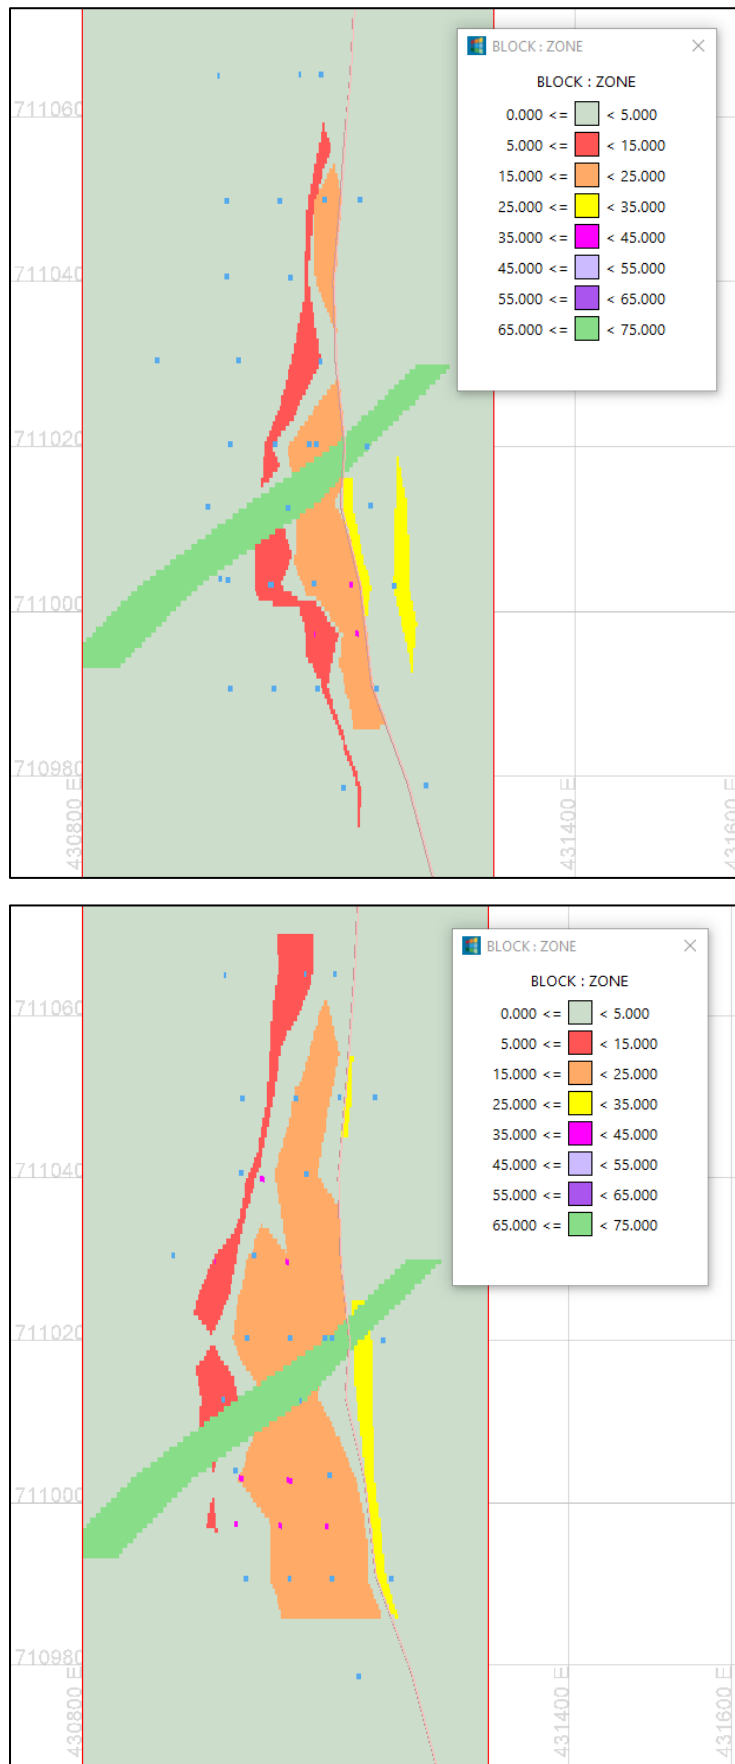 BLOCK : ZONE
BLOCK : ZONE
0.000 <= < 5.000
5.000 <= < 15.000
15.000 <= < 25.000
25.000 <= < 35.000
35.000 <= < 45.000
45.000 <= < 55.000
55.000 <= < 65.000
65.000 <= < 75.000
711060
711040
711020
711000
710980
430800 E
431400 E
431600 E
BLOCK : ZONE
BLOCK : ZONE
0.000 <= < 5.000
5.000 <= < 15.000
15.000 <= < 25.000
25.000 <= < 35.000
35.000 <= < 45.000
45.000 <= < 55.000
55.000 <= < 65.000
65.000 <= < 75.000
711060
711040
711020
711000
710980
430800 E
431400 E
431600 E